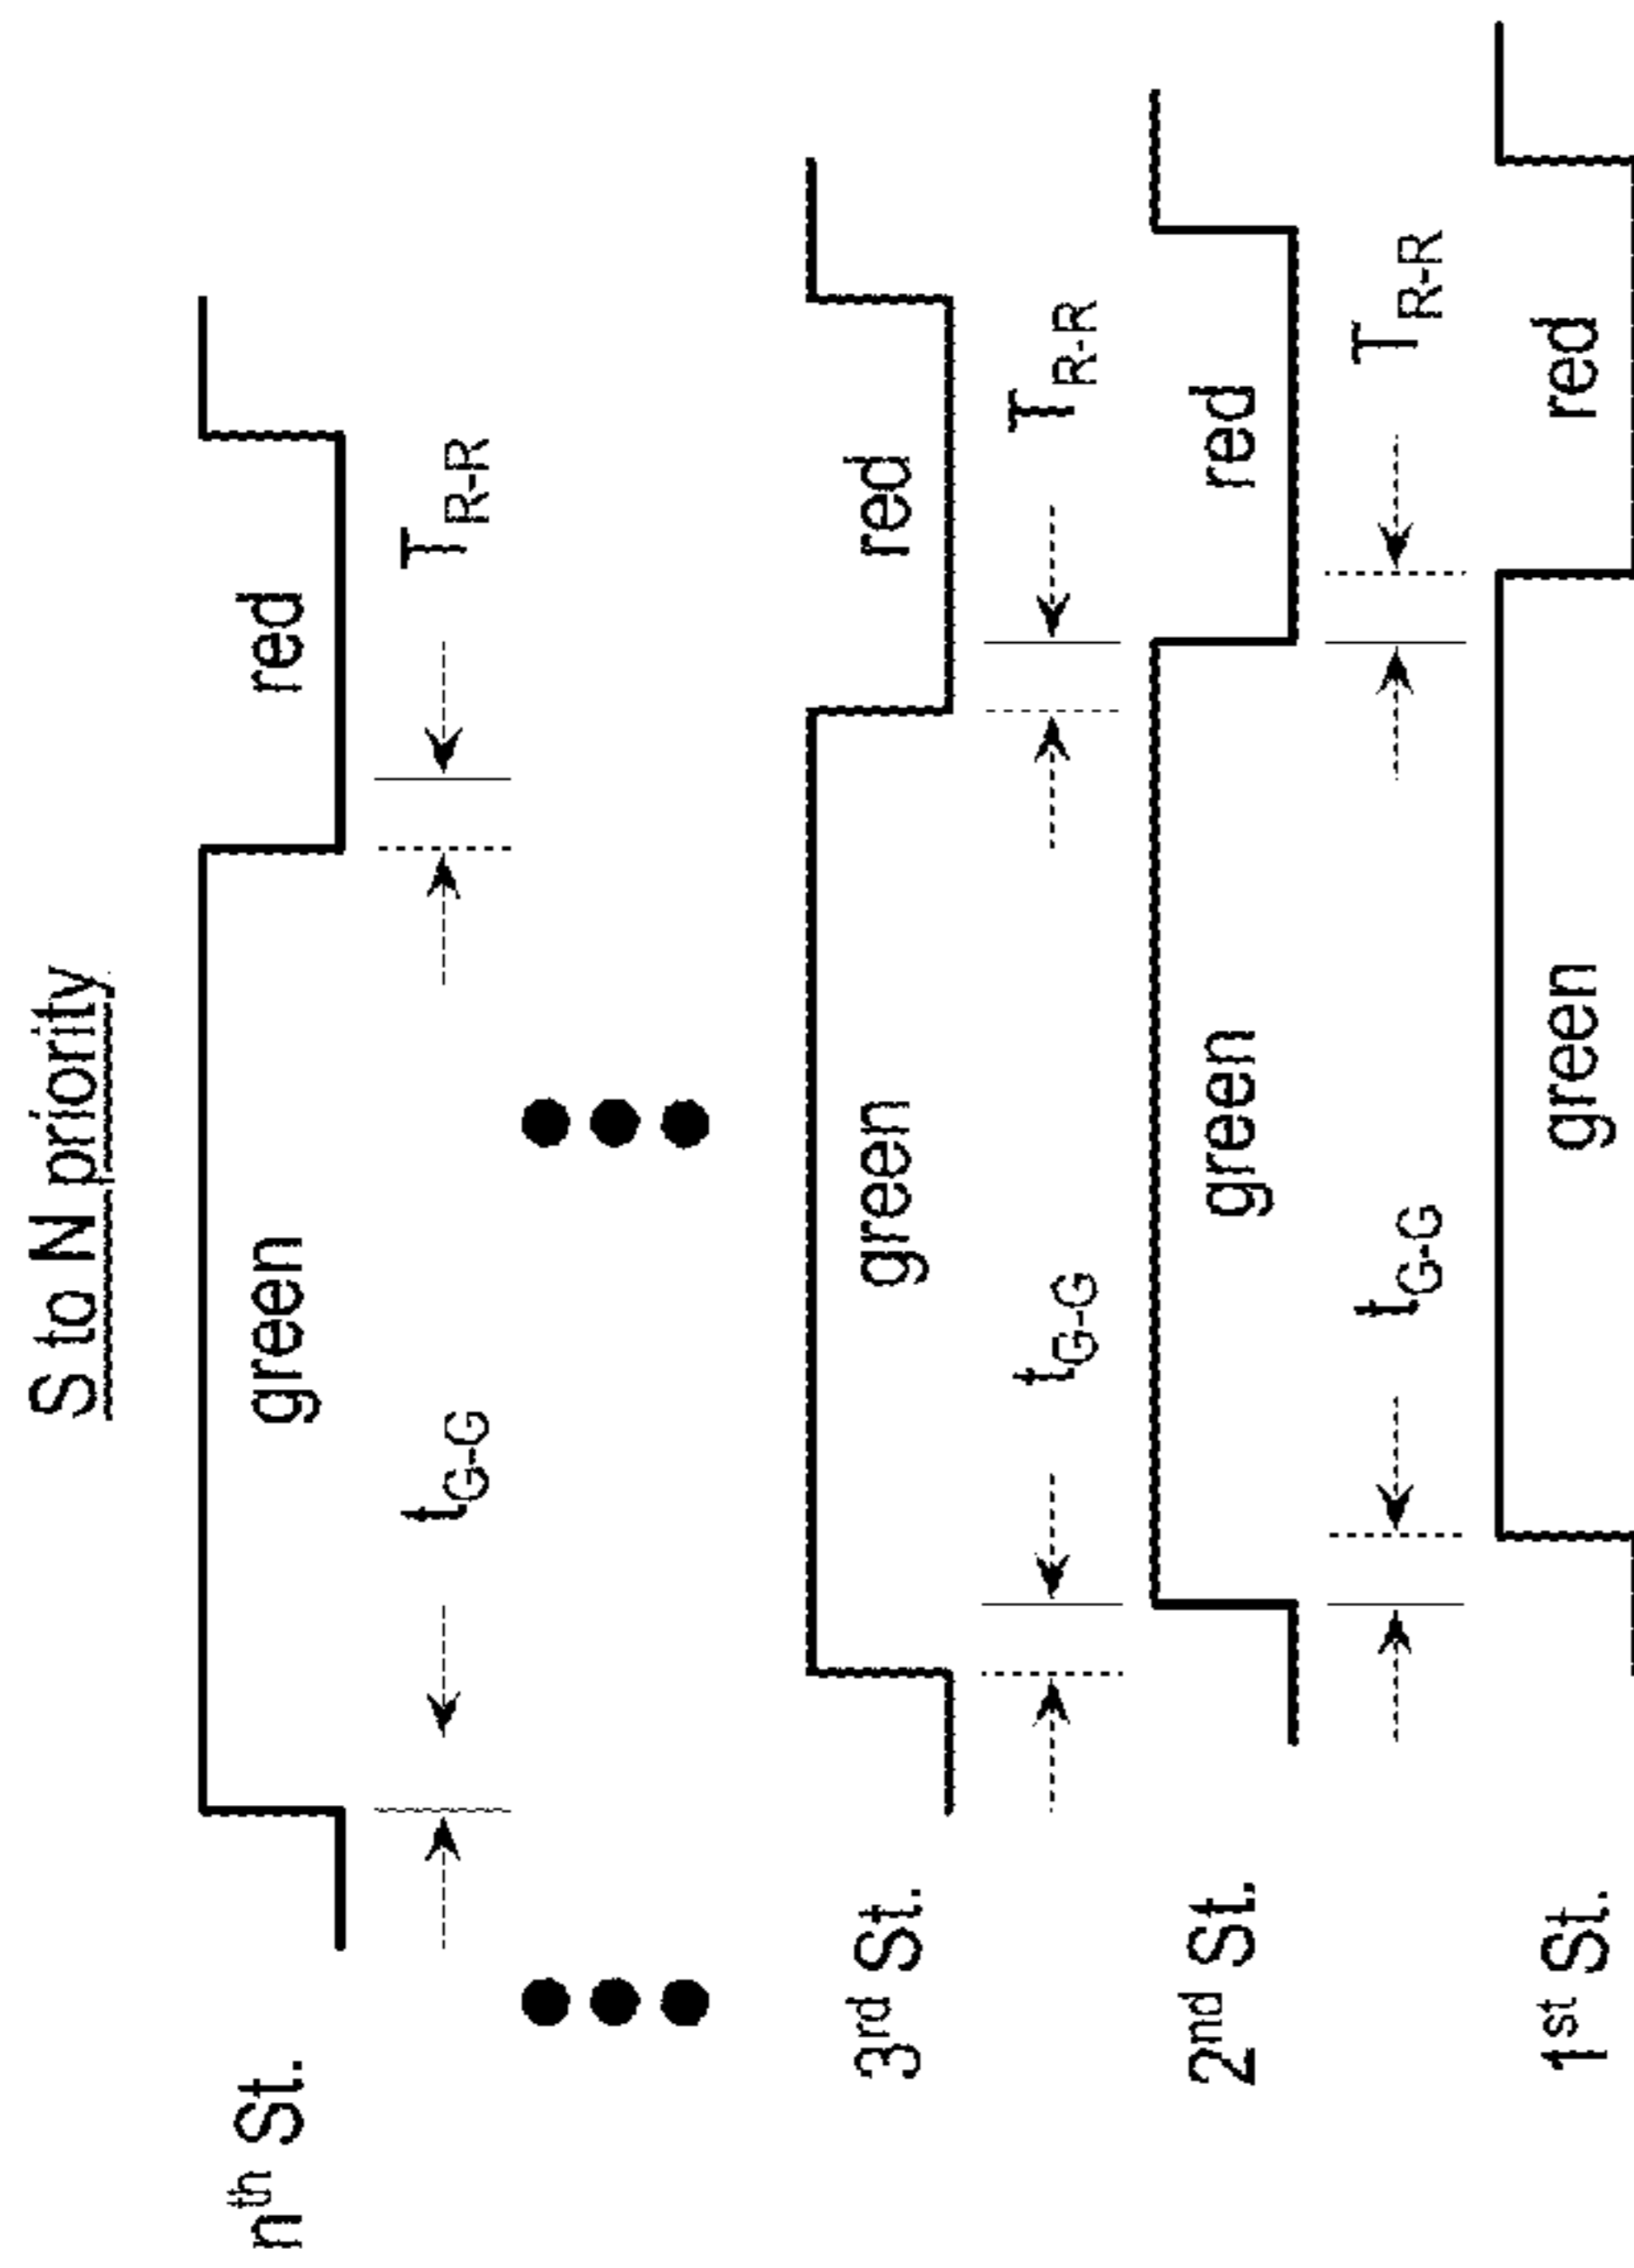 S to N priority
nth St. green red
tG-G TR-R
3rd St. green red
tG-G TR-R
2nd St. green red
tG-G TR-R
1st St. green red